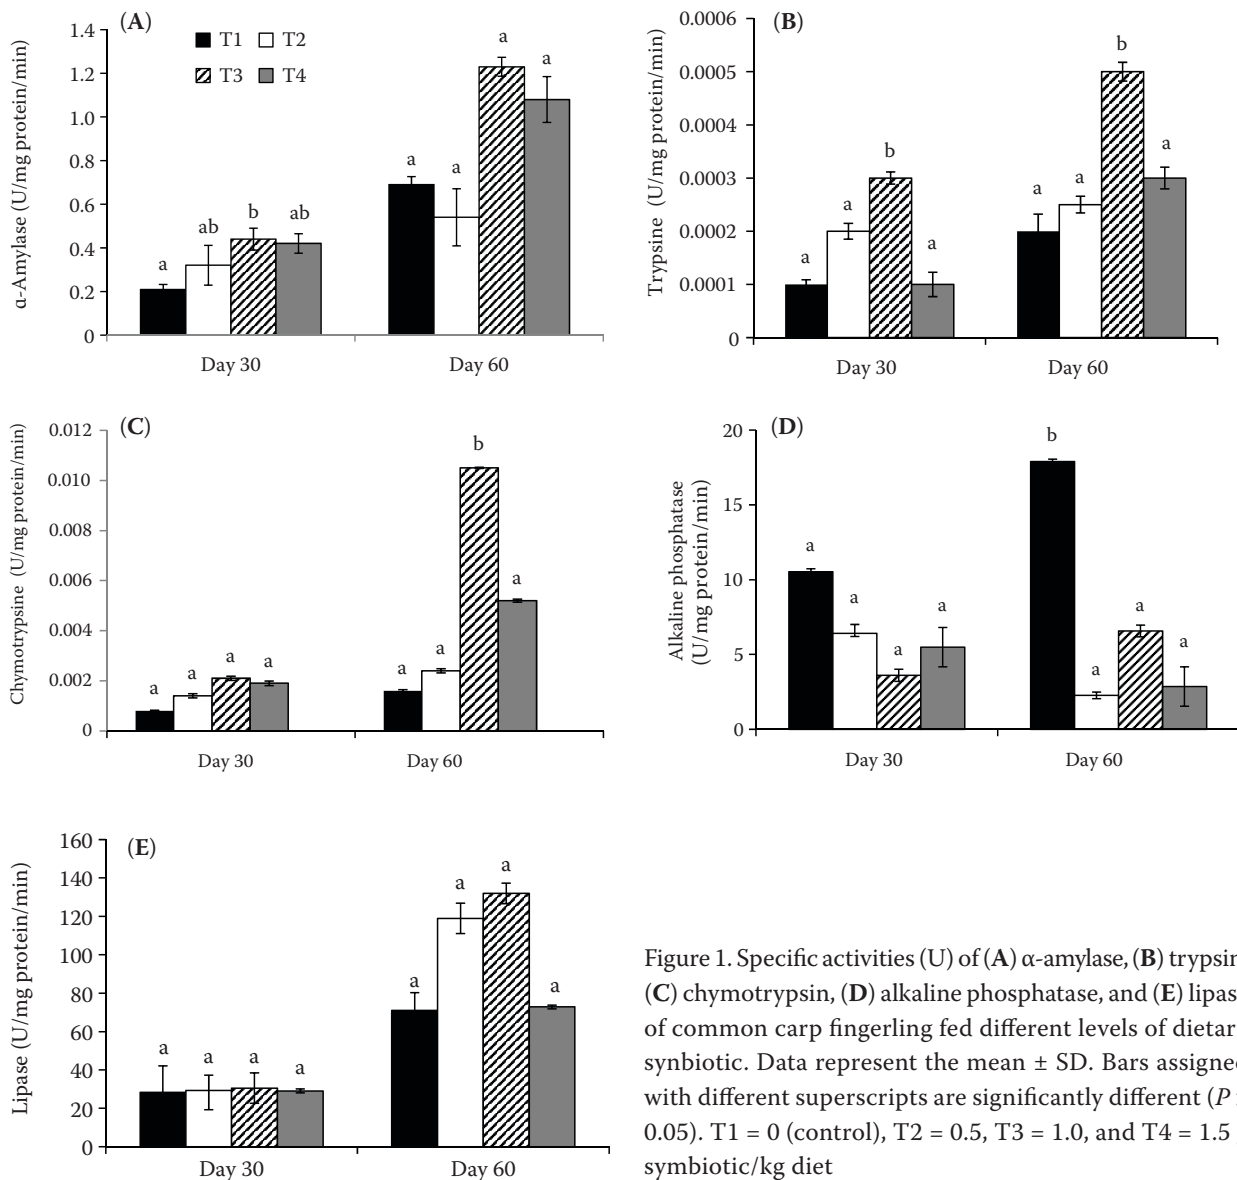 (A)
α-Amylase (U/mg protein/min)
1.4
1.2
1.0
0.8
0.6
0.4
0.2
0
T1 T2
T3 T4
a ab b ab
a a a a
Day 30 Day 60
(B)
Trypsine (U/mg protein/min)
0.0006
0.0005
0.0004
0.0003
0.0002
0.0001
0
a a b a
a a b a
Day 30 Day 60
(C)
Chymotrypsine (U/mg protein/min)
0.012
0.010
0.008
0.006
0.004
0.002
0
a a a a
a a b a
Day 30 Day 60
(D)
Alkaline phosphatase
(U/mg protein/min)
20
15
10
5
0
a a a a
b a a a
Day 30 Day 60
(E)
Lipase (U/mg protein/min)
160
140
120
100
80
60
40
20
0
a a a a
a a a a
Day 30 Day 60
Figure 1. Specific activities (U) of (A) α-amylase, (B) trypsin
(C) chymotrypsin, (D) alkaline phosphatase, and (E) lipas
of common carp fingerling fed different levels of dietar
synbiotic. Data represent the mean ± SD. Bars assigned
with different superscripts are significantly different (P
0.05). T1 = 0 (control), T2 = 0.5, T3 = 1.0, and T4 = 1.5
symbiotic/kg diet